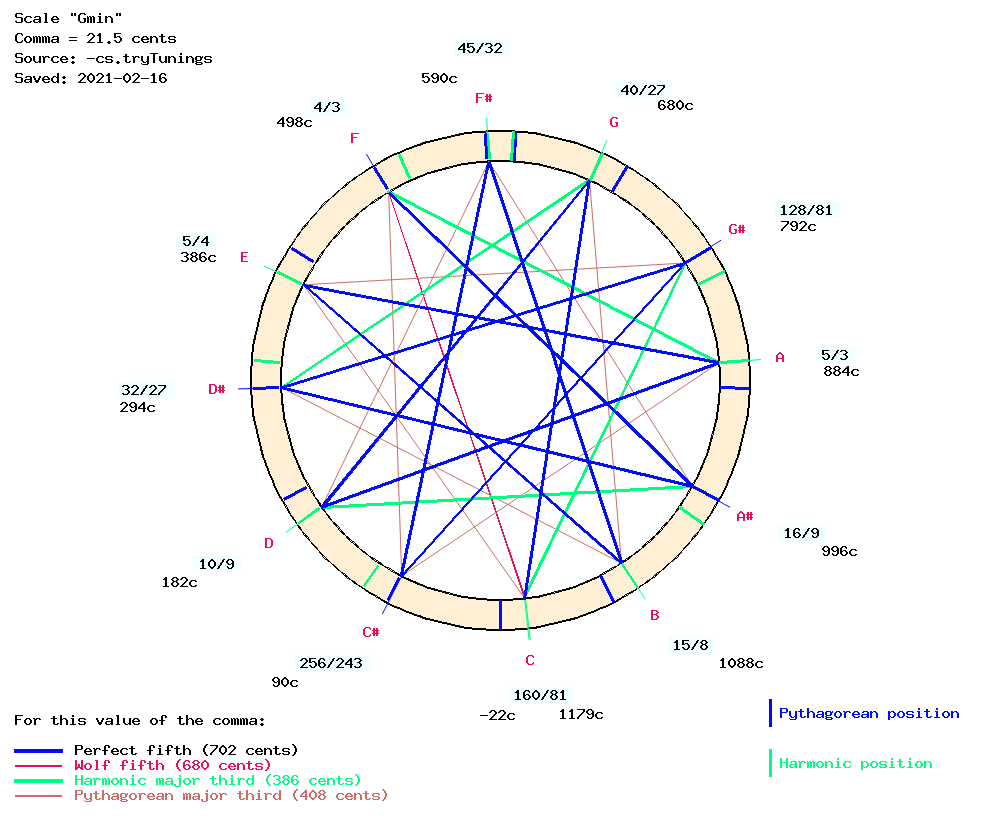 Scale "Gmin"
Comma = 21.5 cents
Source: -cs.tryTunings
Saved: 2021-02-16
45/32
590c
F#
40/27
680c
G
4/3
498c
F
128/81
792c
G#
5/4
386c
E
5/3
884c
A
32/27
294c
D#
16/9
996c
A#
10/9
182c
D
15/8
1088c
B
256/243
90c
C#
C
160/81
-22c 1179c
For this value of the comma:
Perfect fifth (702 cents)
Wolf fifth (680 cents)
Harmonic major third (386 cents)
Pythagorean major third (408 cents)
Pythagorean position
Harmonic position